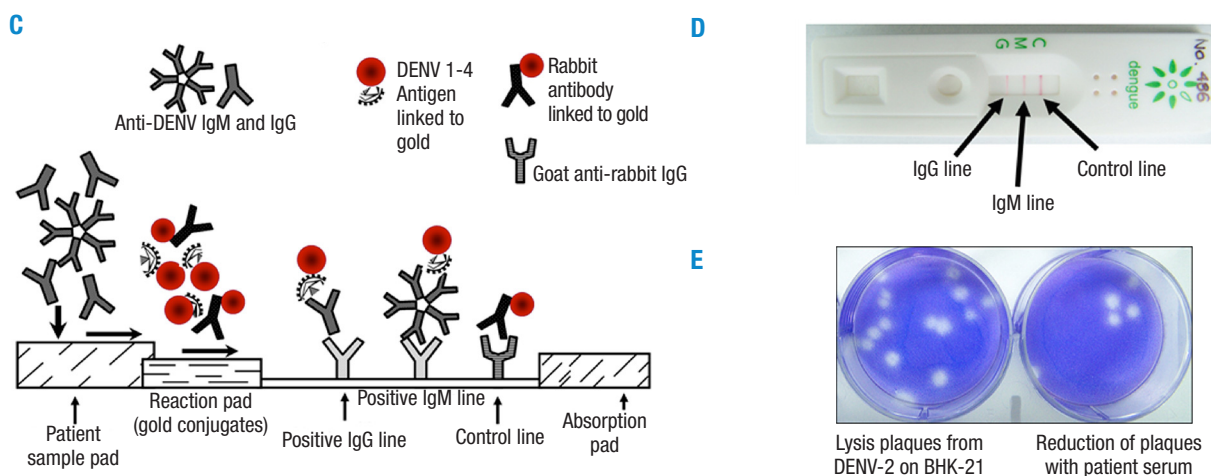 C
Anti-DENV IgM and IgG
DENV 1-4
Antigen
linked to
gold
Rabbit
antibody
linked to gold
Goat anti-rabbit IgG
Patient
sample pad
Reaction pad
(gold conjugates)
Positive IgG line
Positive IgM line
Control line
Absorption
pad
D
C M G
dengue
No. 486
IgG line
IgM line
Control line
E
Lysis plaques from
DENV-2 on BHK-21
Reduction of plaques
with patient serum